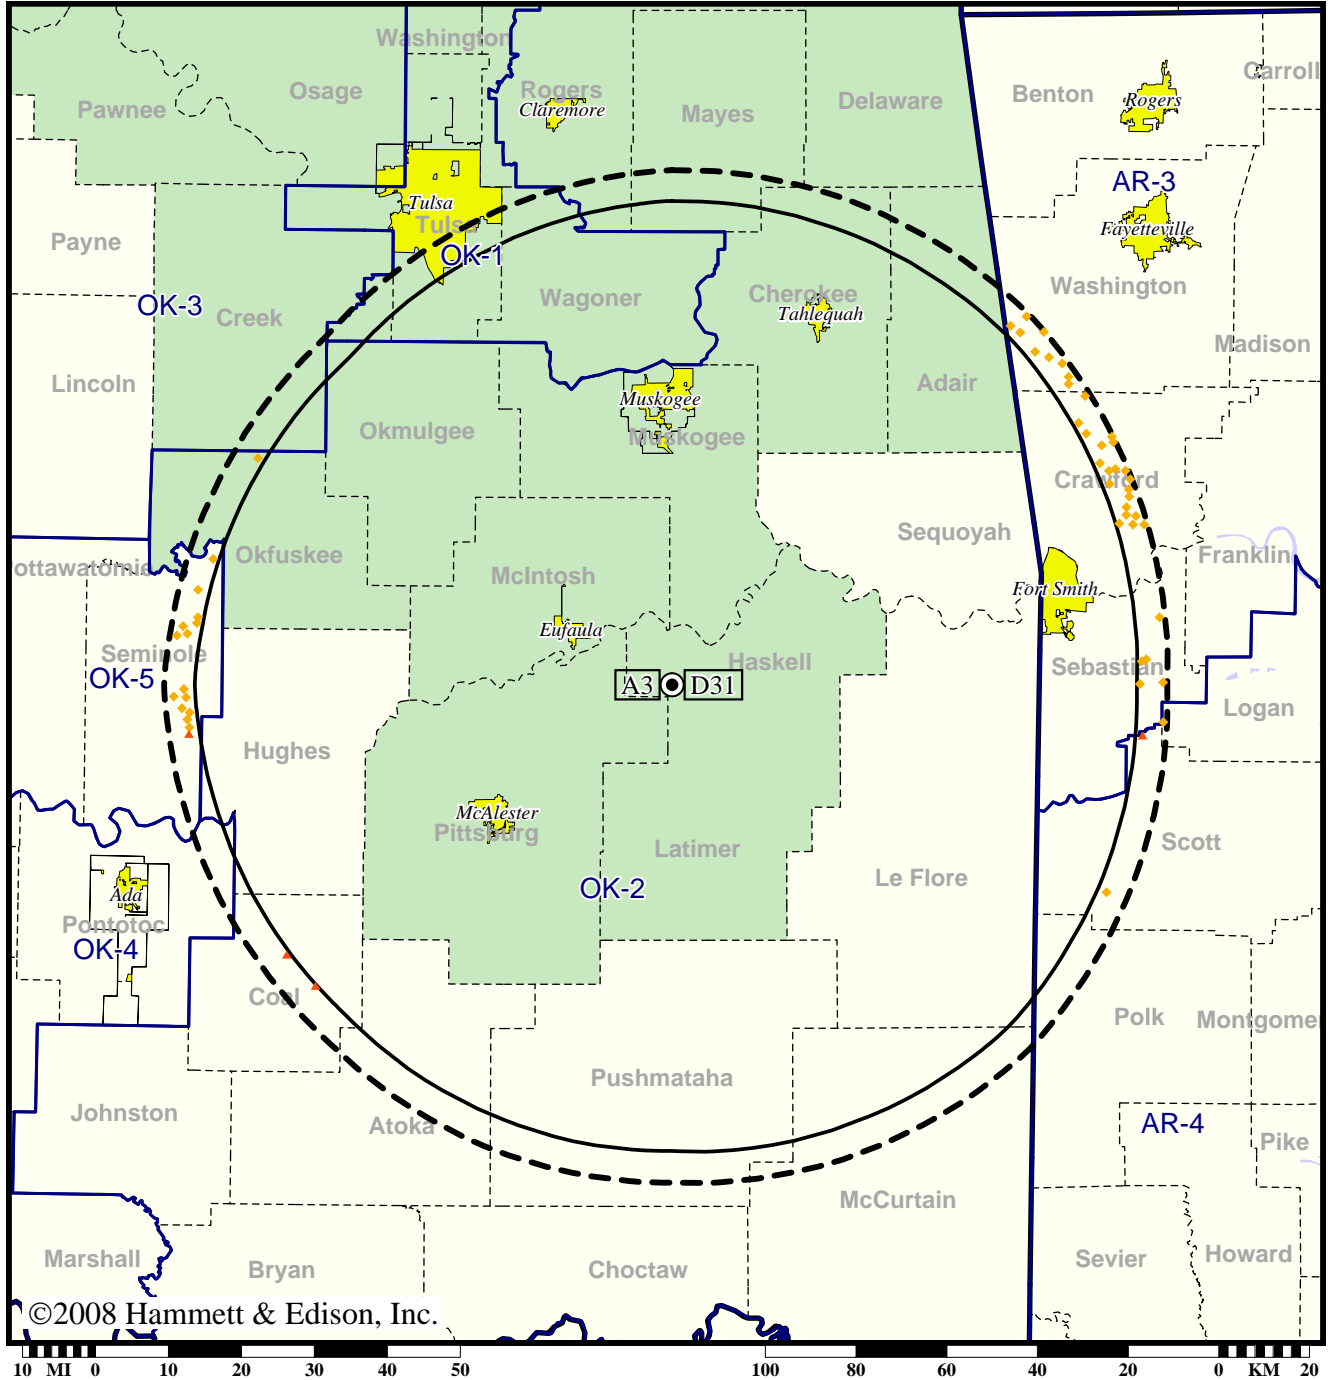 Washington
Osage
Rogers
Claremore
Pawnee
Mayes
Delaware
Benton
Carroll
Rogers
AR-3
Tulsa
Tulsa
OK-1
Payne
Fayetteville
Washington
OK-3
Creek
Wagoner
Cherokee
Tahlequah
Madison
Lincoln
Adair
Muskogee
Muskogee
Okmulgee
Crawford
Sequoyah
Okfuskee
McIntosh
Franklin
ottawatomie
Fort Smith
Eufaula
Seminole
Haskell
Sebastian
OK-5
A3
D31
Logan
Hughes
McAlester
Pittsburg
Latimer
Scott
Le Flore
OK-2
Ada
Pontotoc
OK-4
Coal
Polk
Montgome
Pushmataha
Johnston
Atoka
AR-4
Pike
McCurtain
Marshall
Bryan
Choctaw
Sevier
Howard
©2008 Hammett & Edison, Inc.
10 MI 0 10 20 30 40 50
100 80 60 40 20 0 KM 20